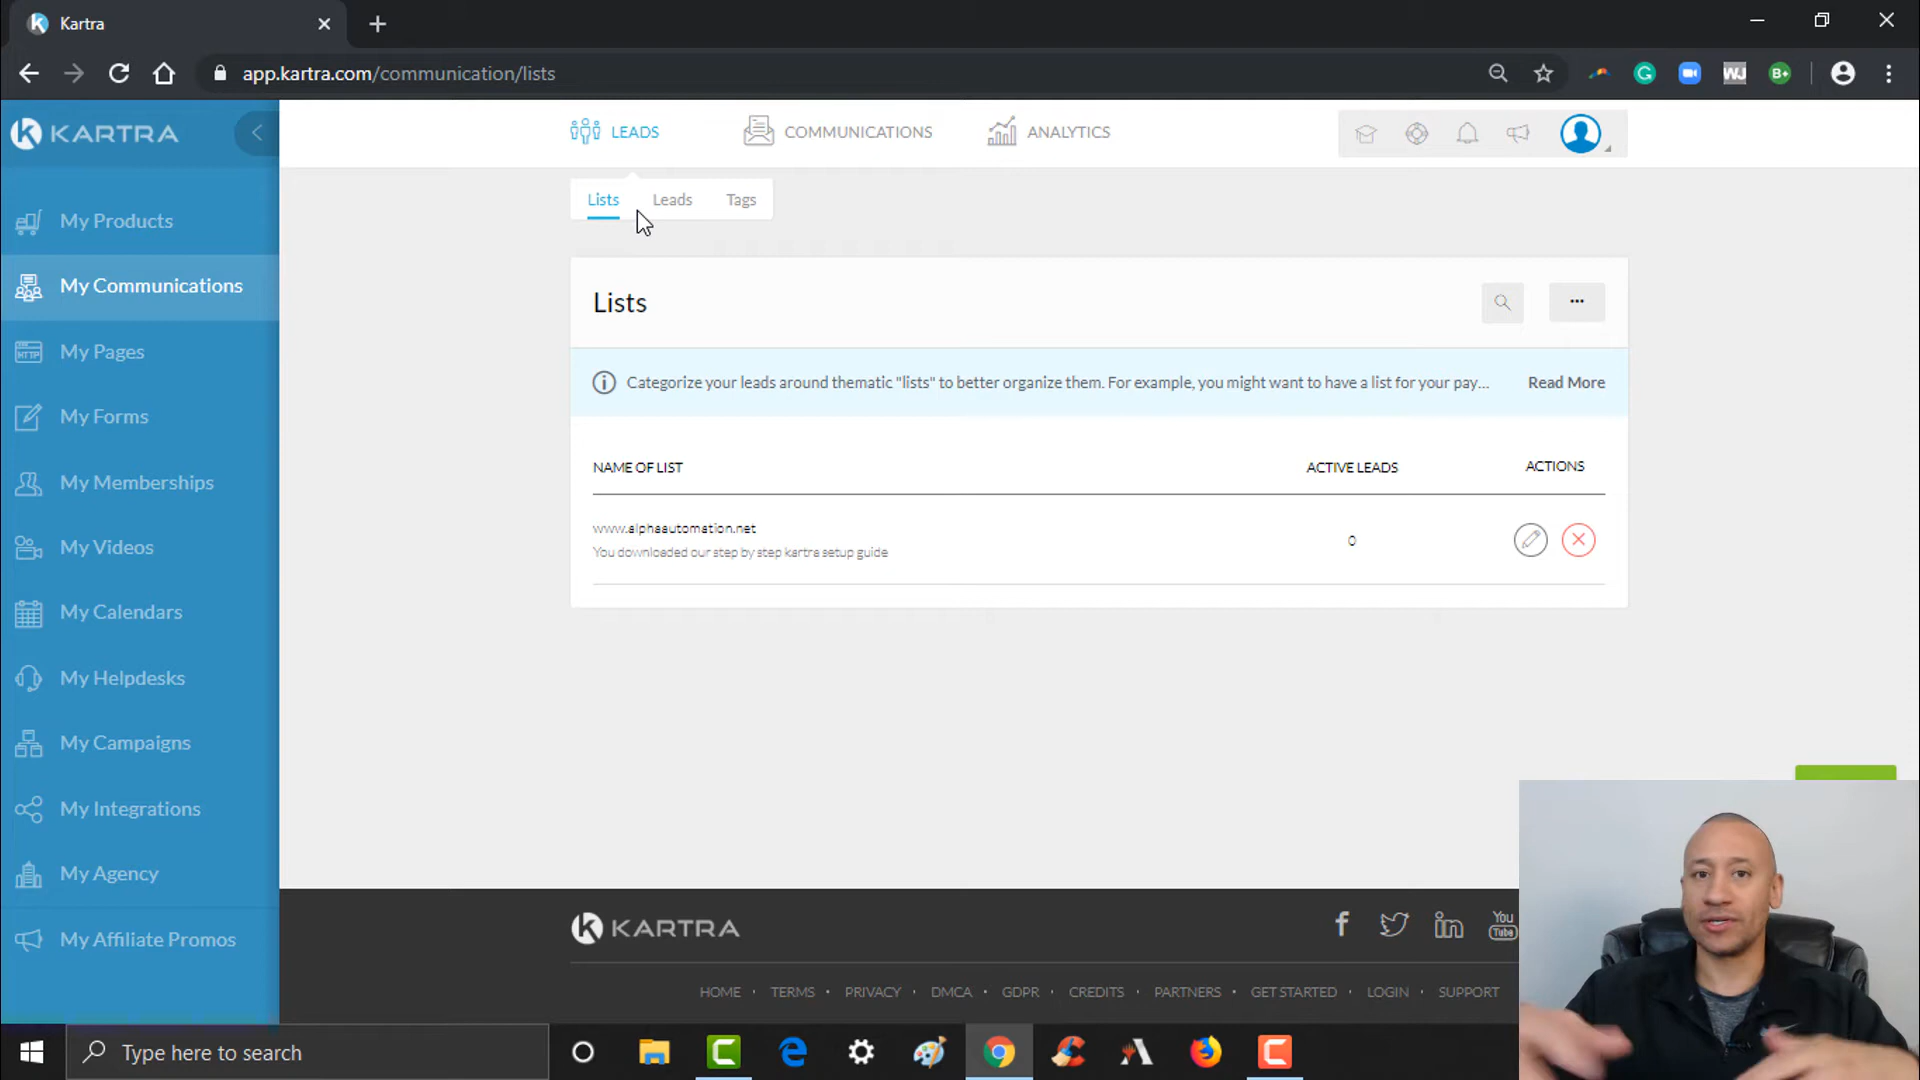 Kartra
app.kartra.com/communication/lists
G
WJ
B+
K KARTRA
LEADS
COMMUNICATIONS
ANALYTICS
Lists
Leads
Tags
My Products
My Communications
My Pages
My Forms
My Memberships
My Videos
My Calendars
My Helpdesks
My Campaigns
My Integrations
My Agency
My Affiliate Promos
HTTP
Lists
Categorize your leads around thematic "lists" to better organize them. For example, you might want to have a list for your pay...
Read More
NAME OF LIST
ACTIVE LEADS
ACTIONS
www.alphaautomation.net
You downloaded our step by step kartra setup guide
0
K KARTRA
f
in
You Tube
HOME • TERMS • PRIVACY • DMCA • GDPR • CREDITS • PARTNERS • GET STARTED • LOGIN • SUPPORT
Type here to search